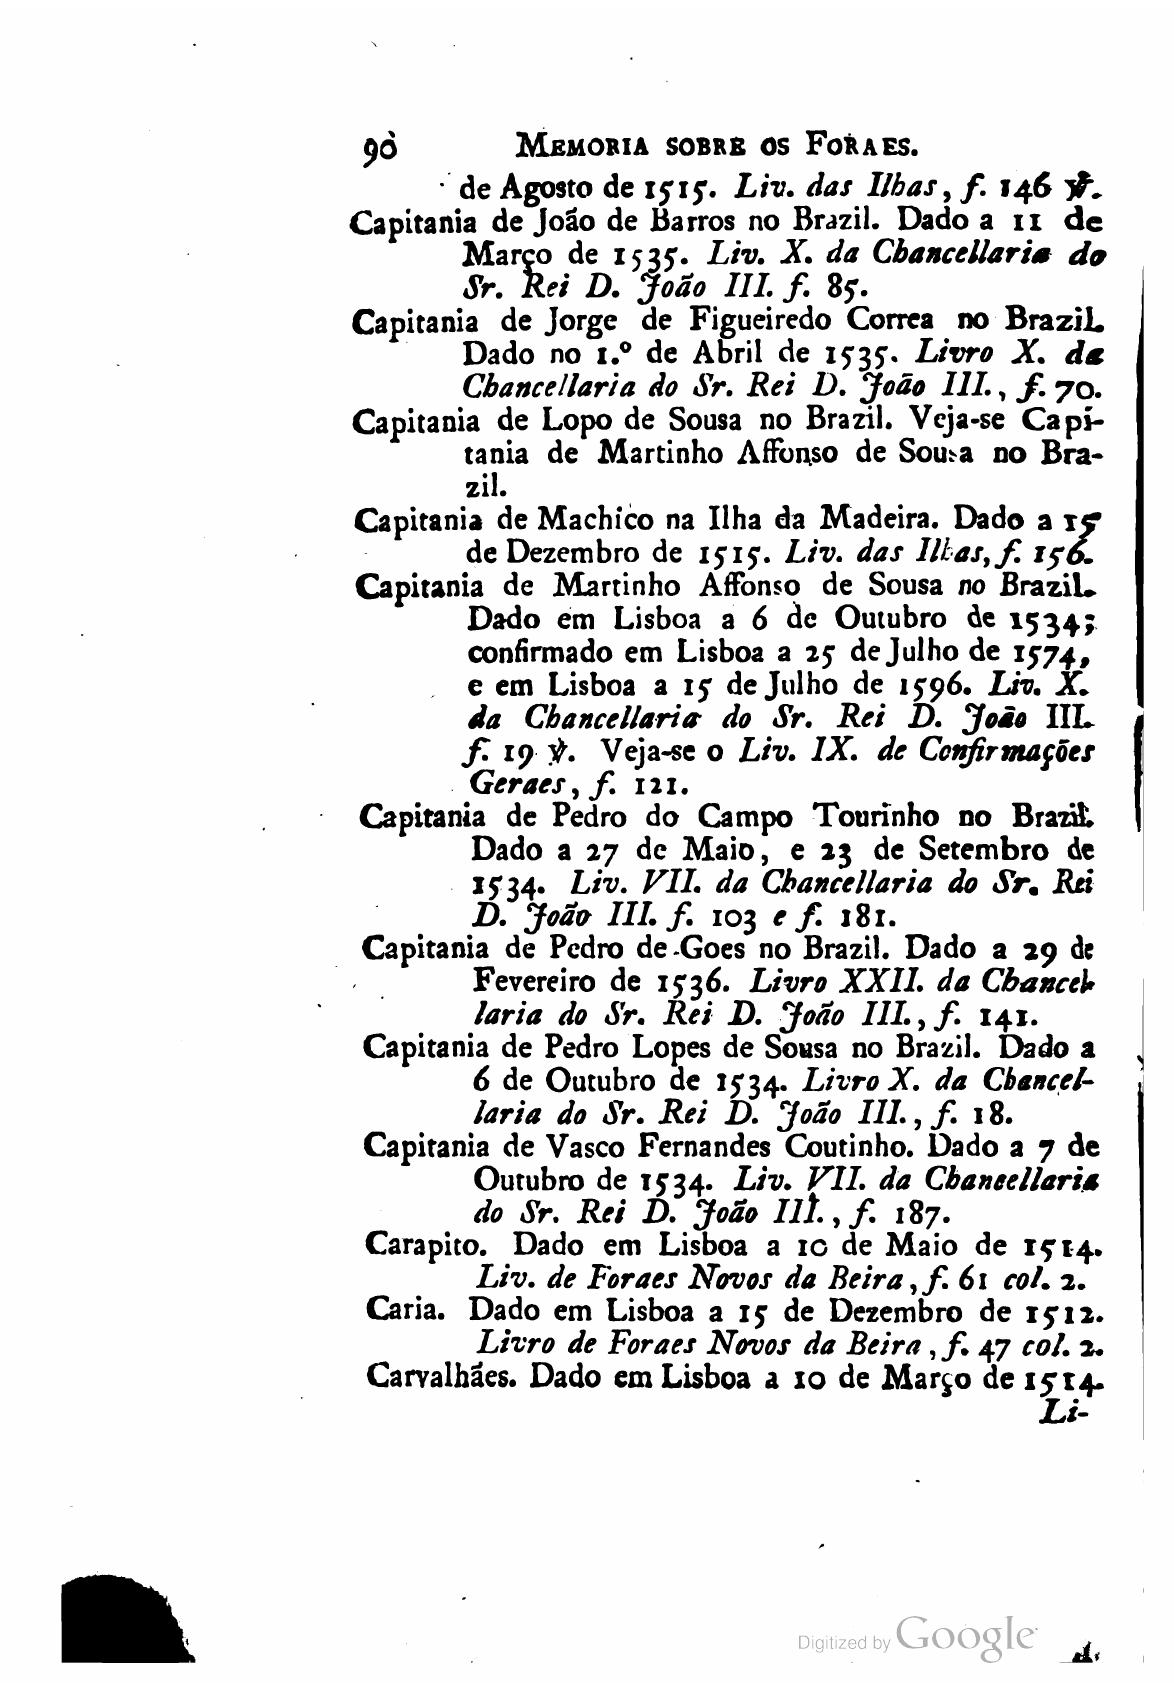 90 MEMORIA SOBRE OS FORAES.
de Agosto de 1515. Liv. das Ilhas, f. 146 ℣.
Capitania de João de Barros no Brazil. Dado a 11 de
Março de 1535. Liv. X. da Chancellaria do
Sr. Rei D. João III. f. 85.
Capitania de Jorge de Figueiredo Correa no Brazil.
Dado no 1.º de Abril de 1535. Livro X. da
Chancellaria do Sr. Rei D. João III., f. 70.
Capitania de Lopo de Sousa no Brazil. Veja-se Capi-
tania de Martinho Affonso de Sousa no Bra-
zil.
Capitania de Machico na Ilha da Madeira. Dado a 15
de Dezembro de 1515. Liv. das Ilhas, f. 156.
Capitania de Martinho Affonso de Sousa no Brazil.
Dado em Lisboa a 6 de Outubro de 1534;
confirmado em Lisboa a 25 de Julho de 1574,
e em Lisboa a 15 de Julho de 1596. Liv. X.
da Chancellaria do Sr. Rei D. João III.
f. 19 ℣. Veja-se o Liv. IX. de Confirmações
Geraes, f. 121.
Capitania de Pedro do Campo Tourinho no Brazil.
Dado a 27 de Maio, e 23 de Setembro de
1534. Liv. VII. da Chancellaria do Sr. Rei
D. João III. f. 103 e f. 181.
Capitania de Pedro de Goes no Brazil. Dado a 29 de
Fevereiro de 1536. Livro XXII. da Chancel-
laria do Sr. Rei D. João III., f. 141.
Capitania de Pedro Lopes de Sousa no Brazil. Dado a
6 de Outubro de 1534. Livro X. da Chancel-
laria do Sr. Rei D. João III., f. 18.
Capitania de Vasco Fernandes Coutinho. Dado a 7 de
Outubro de 1534. Liv. VII. da Chancellaria
do Sr. Rei D. João III., f. 187.
Carapito. Dado em Lisboa a 10 de Maio de 1514.
Liv. de Foraes Novos da Beira, f. 61 col. 2.
Caria. Dado em Lisboa a 15 de Dezembro de 1512.
Livro de Foraes Novos da Beira, f. 47 col. 2.
Carvalhães. Dado em Lisboa a 10 de Março de 1514.
Li-
Digitized by Google